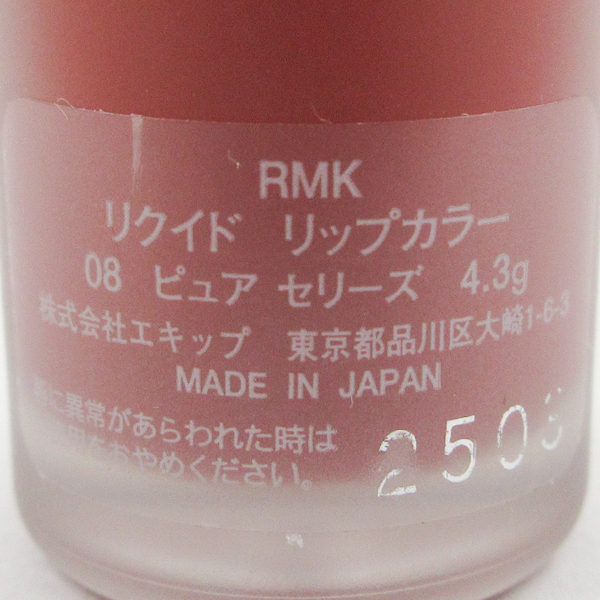 RMK
リクイド リップカラー
08 ピュア セリーズ 4.3g
株式会社エキップ 東京都品川区大崎1-6-3
MADE IN JAPAN
に異常があらわれた時は
をおやめください。
2503